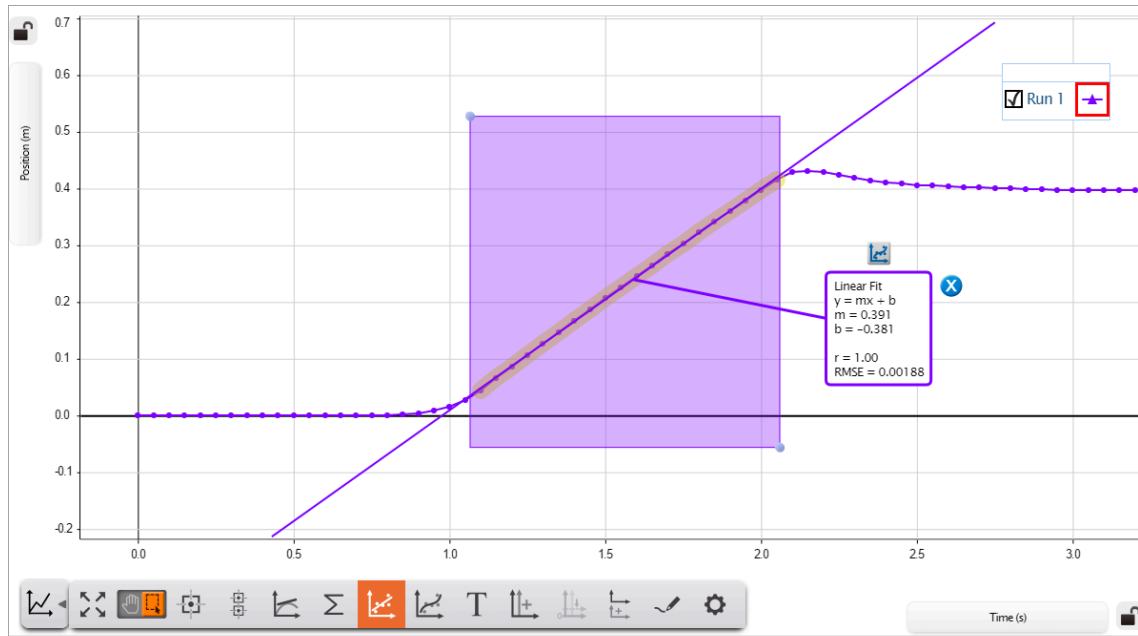 0.7
0.6
0.5
0.4
0.3
0.2
0.1
0.0
-0.1
-0.2
Position (m)
Run 1
Linear Fit
y = mx + b
m = 0.391
b = −0.381
r = 1.00
RMSE = 0.00188
X
0.0 0.5 1.0 1.5 2.0 2.5 3.0
Σ T
Time (s)